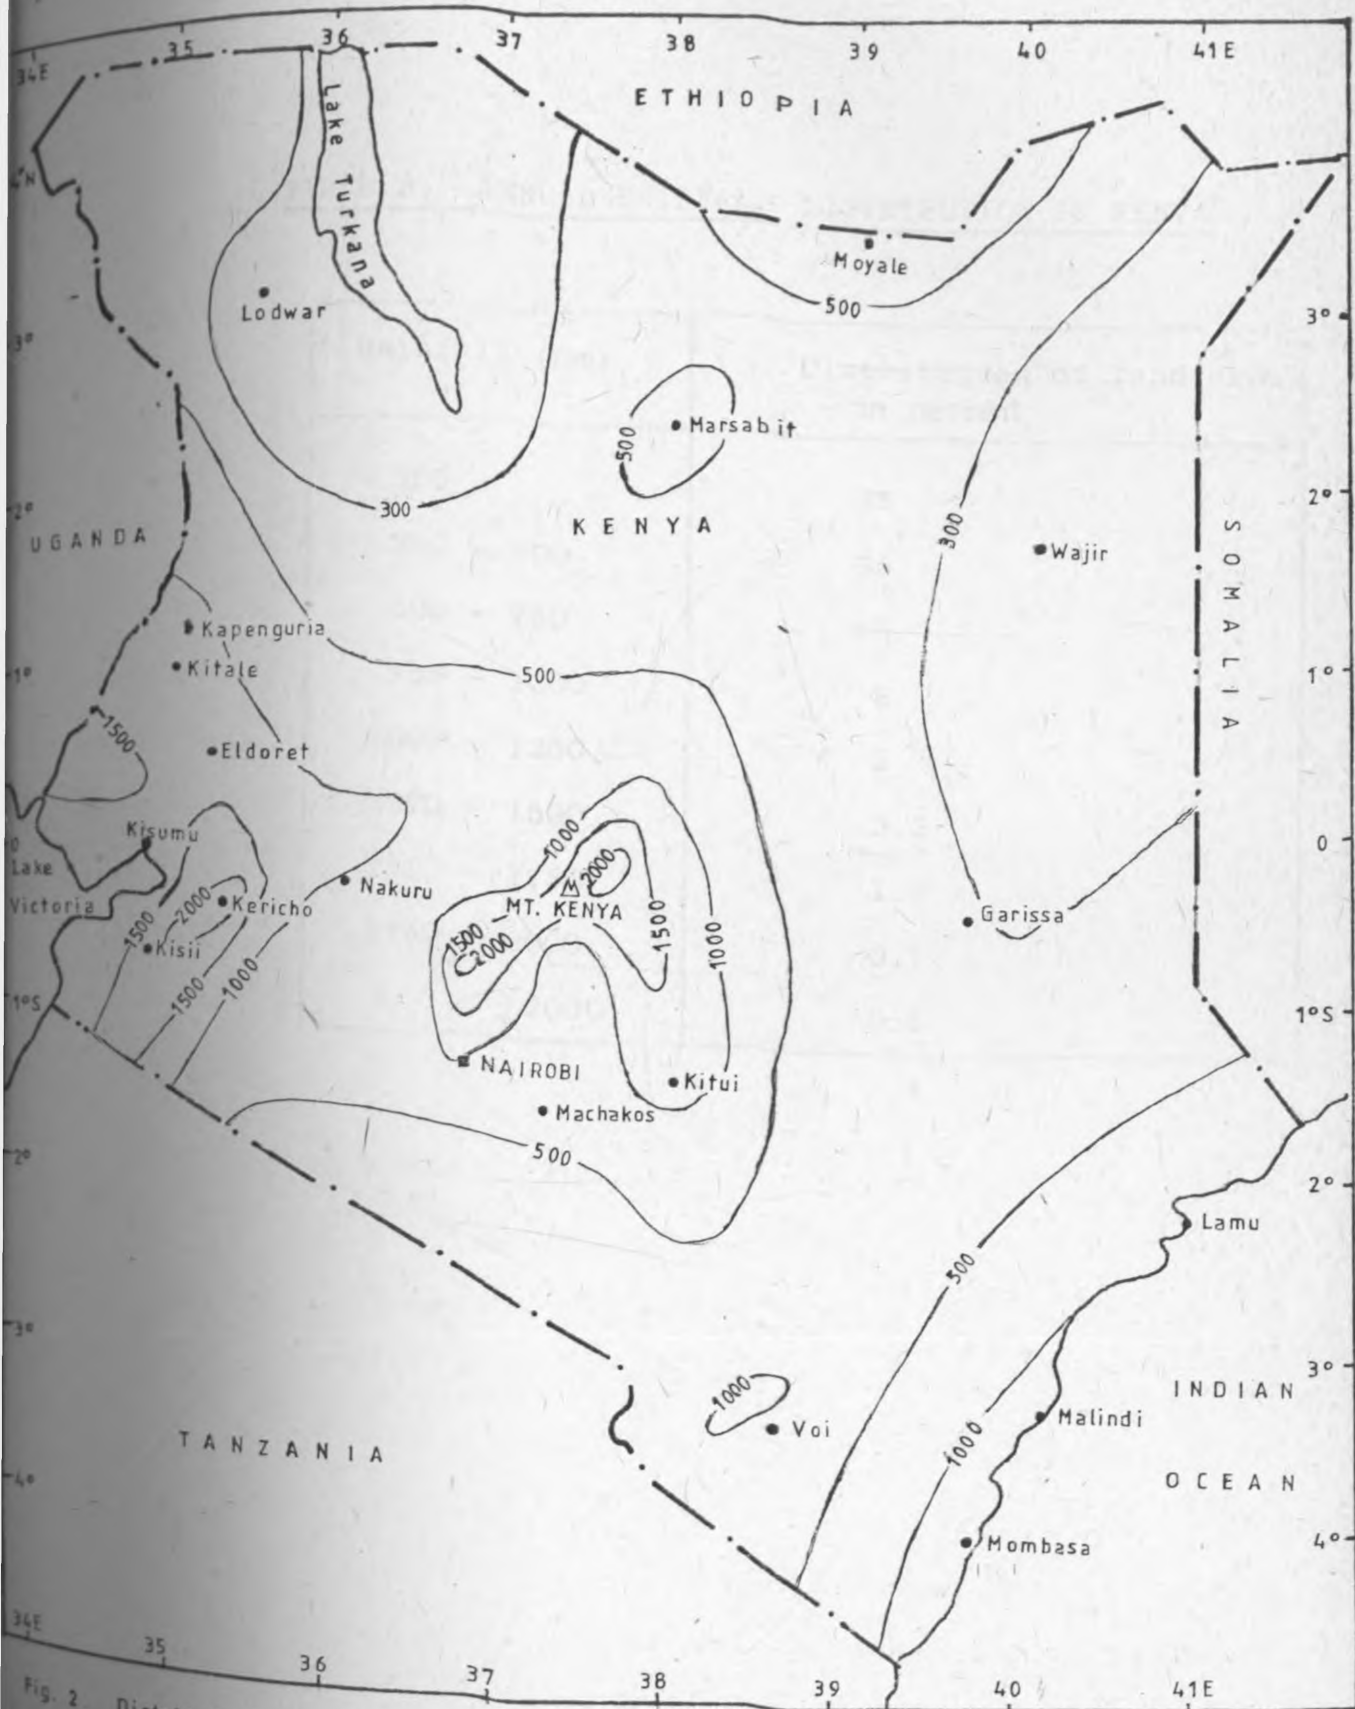 35 36 37 38 39 40 41E
34E
ETHIOPIA
Lake Turkana
4°N
Moyale
Lodwar
500
3°
3°
Marsabit
500
300
2°
2°
KENYA
300
UGANDA
SOMALIA
Wajir
Kapenguria
Kitale
1°
500
1°
1500
Eldoret
Kisumu
1000
0
0
Lake
Victoria
2000
Nakuru
2000
Kericho
MT. KENYA
Garissa
1500
Kisii
1500
2000
1500
1000
1500
1000
1°S
1°S
NAIROBI
Kitui
Machakos
500
2°
2°
Lamu
500
3°
3°
1000
INDIAN
Malindi
Voi
TANZANIA
1000
4°
OCEAN
4°
Mombasa
34E
35
36
37
38
39
40
41E
Fig. 2